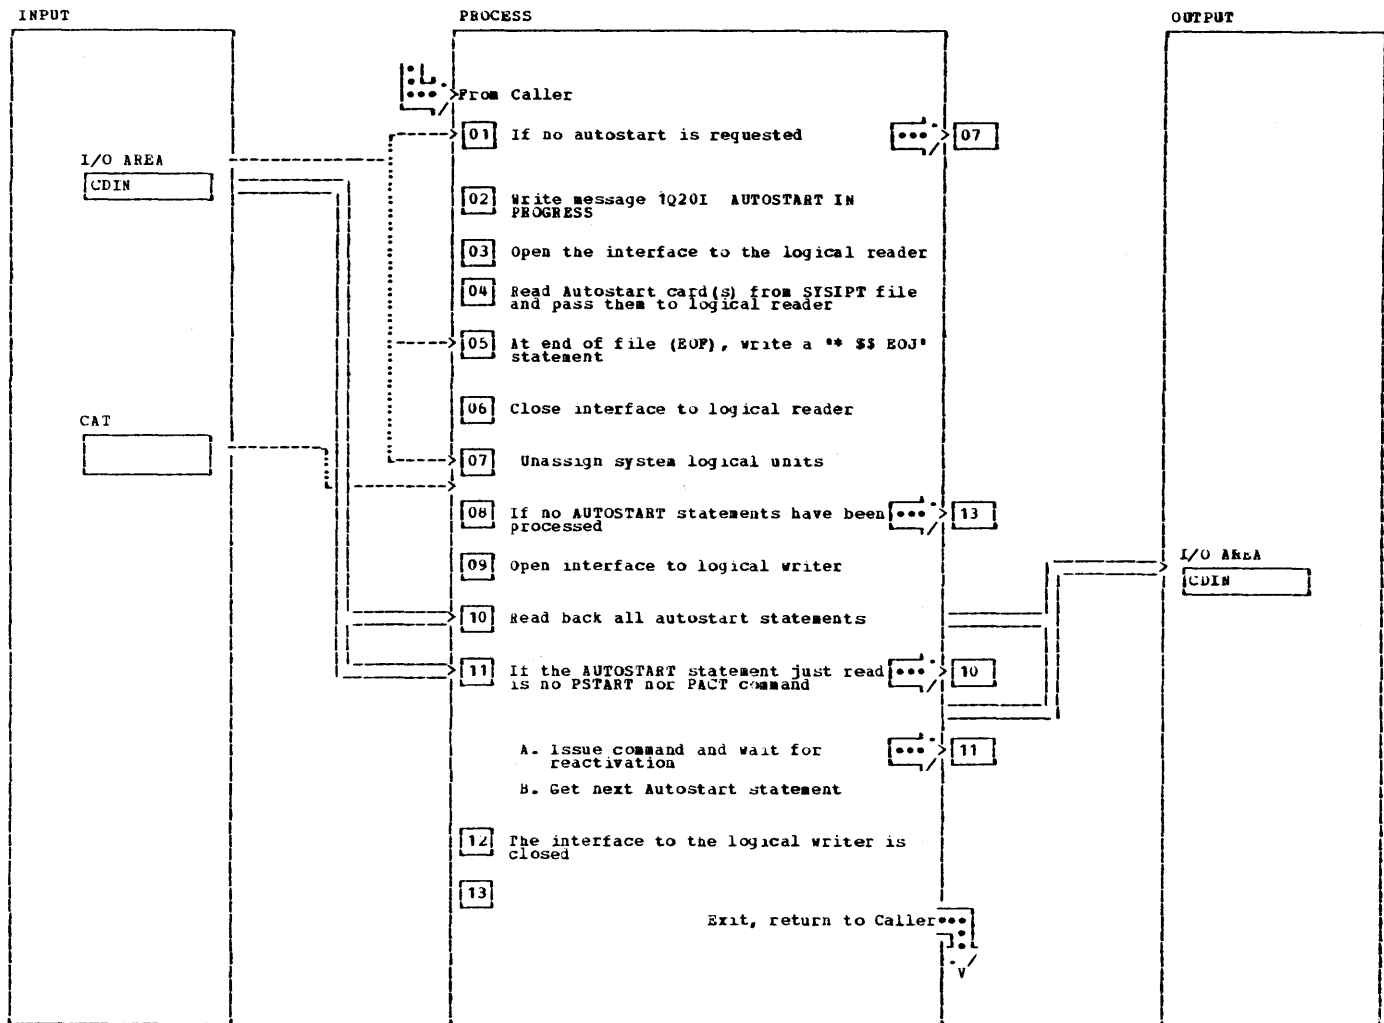 INPUT
PROCESS
OUTPUT
From Caller
01 If no autostart is requested 07
I/O AREA
CDIN
02 Write message 1Q20I AUTOSTART IN
PROGRESS
03 Open the interface to the logical reader
04 Read Autostart card(s) from SYSIPT file
and pass them to logical reader
05 At end of file (EOF), write a '* $$ EOJ'
statement
06 Close interface to logical reader
CAT
07 Unassign system logical units
08 If no AUTOSTART statements have been 13
processed
09 Open interface to logical writer
I/O AREA
CDIN
10 Read back all autostart statements
11 If the AUTOSTART statement just read 10
is no PSTART nor PACT command
A. Issue command and wait for 11
reactivation
B. Get next Autostart statement
12 The interface to the logical writer is
closed
13
Exit, return to Caller